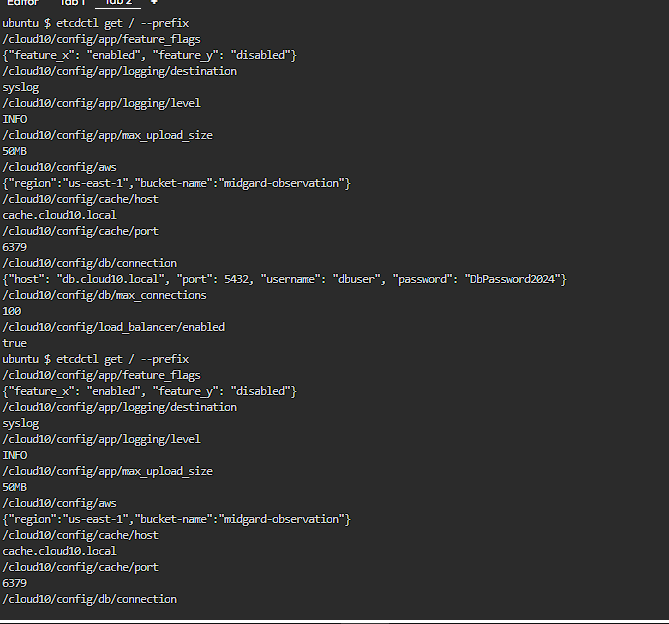 Editor Tab 1 Tab 2 +
ubuntu $ etcdctl get / --prefix
/cloud10/config/app/feature_flags
{"feature_x": "enabled", "feature_y": "disabled"}
/cloud10/config/app/logging/destination
syslog
/cloud10/config/app/logging/level
INFO
/cloud10/config/app/max_upload_size
50MB
/cloud10/config/aws
{"region":"us-east-1","bucket-name":"midgard-observation"}
/cloud10/config/cache/host
cache.cloud10.local
/cloud10/config/cache/port
6379
/cloud10/config/db/connection
{"host": "db.cloud10.local", "port": 5432, "username": "dbuser", "password": "DbPassword2024"}
/cloud10/config/db/max_connections
100
/cloud10/config/load_balancer/enabled
true
ubuntu $ etcdctl get / --prefix
/cloud10/config/app/feature_flags
{"feature_x": "enabled", "feature_y": "disabled"}
/cloud10/config/app/logging/destination
syslog
/cloud10/config/app/logging/level
INFO
/cloud10/config/app/max_upload_size
50MB
/cloud10/config/aws
{"region":"us-east-1","bucket-name":"midgard-observation"}
/cloud10/config/cache/host
cache.cloud10.local
/cloud10/config/cache/port
6379
/cloud10/config/db/connection